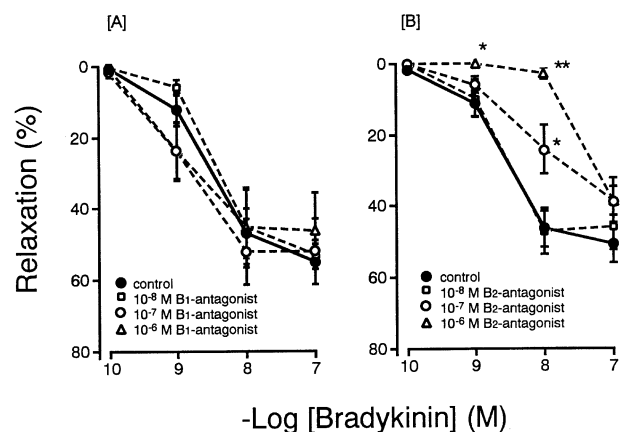 [A]
[B]
Relaxation (%)
0
20
40
60
80
control
10-8 M B1-antagonist
10-7 M B1-antagonist
10-6 M B1-antagonist
10
9
8
7
0
20
40
60
80
*
**
*
control
10-8 M B2-antagonist
10-7 M B2-antagonist
10-6 M B2-antagonist
10
9
8
7
-Log [Bradykinin] (M)